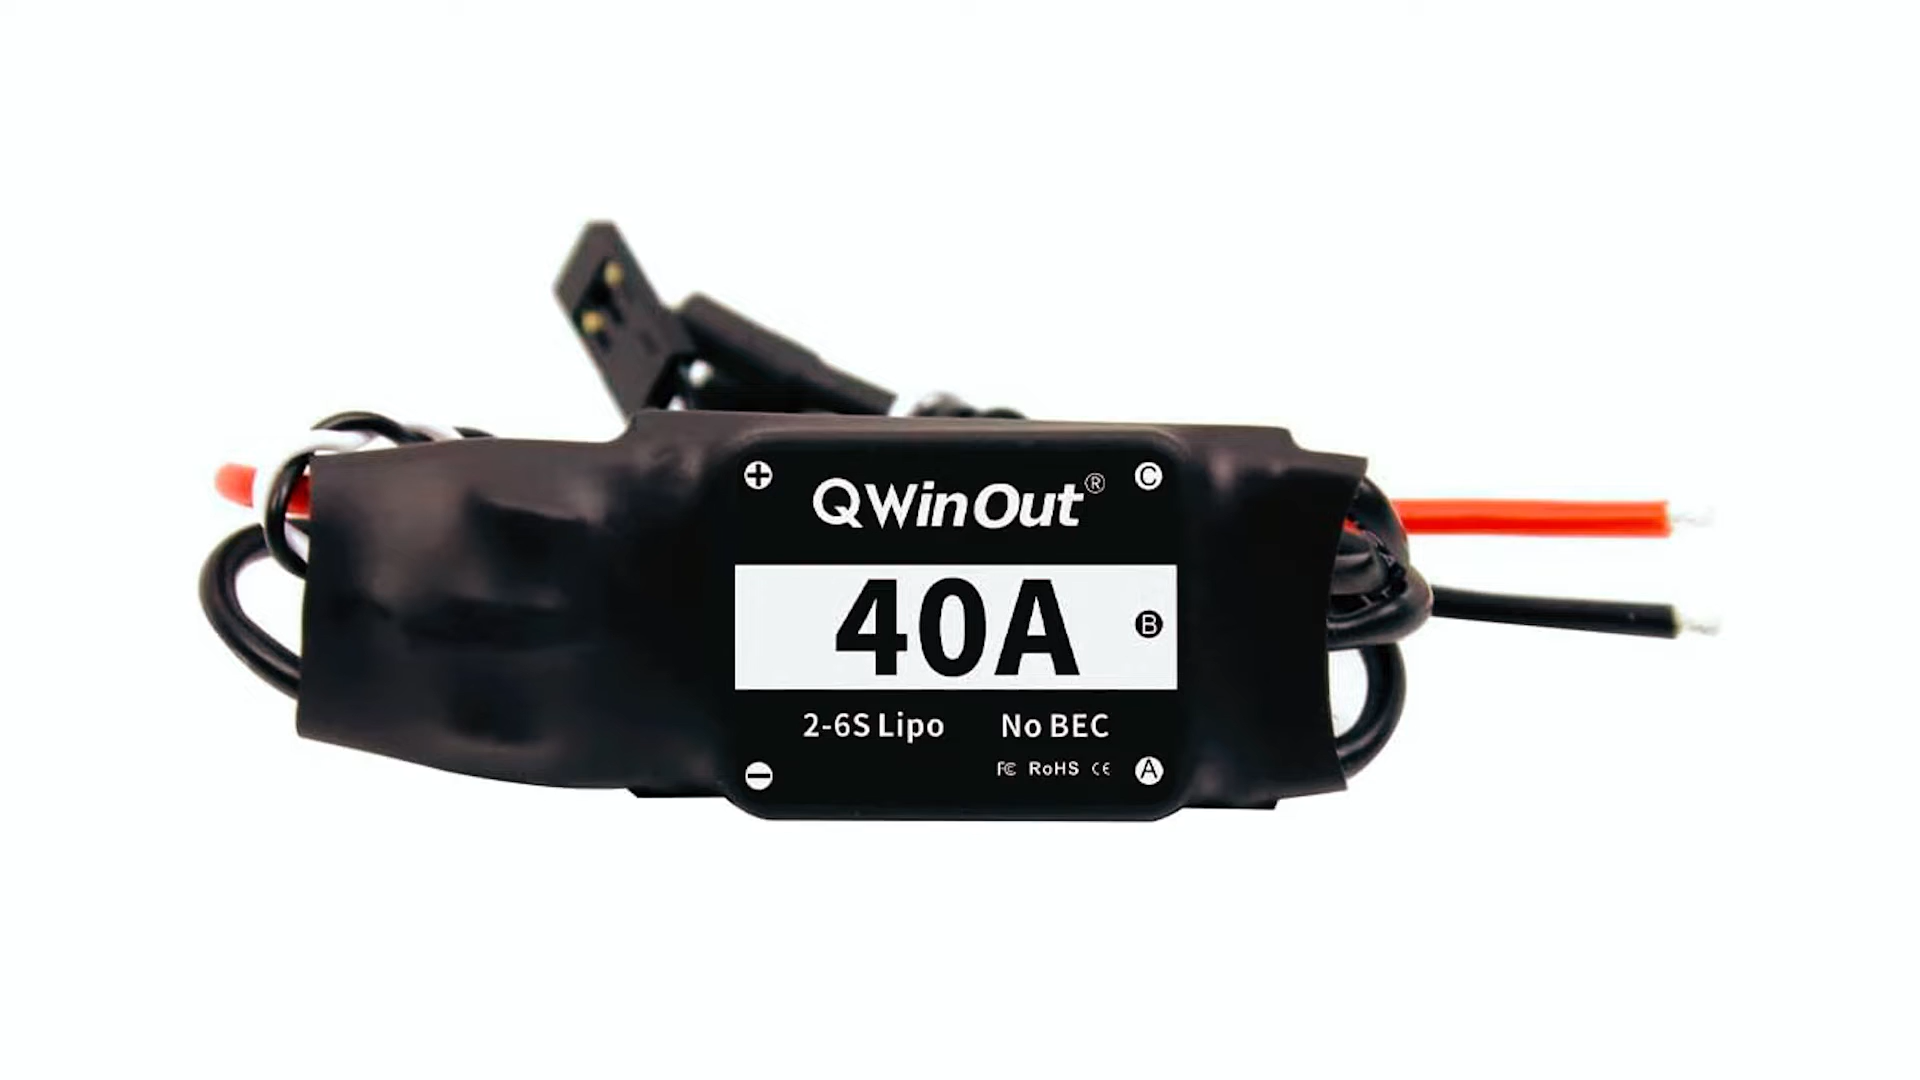 + QWinOut® C
40A B
2-6S Lipo No BEC
FC RoHS CE
− A